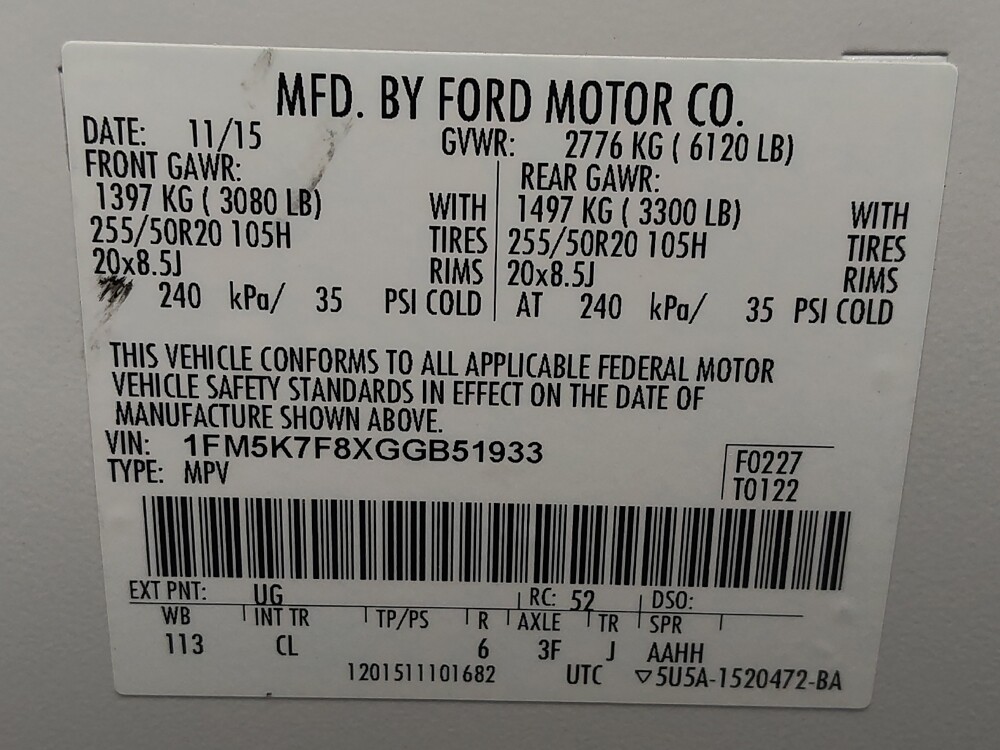 MFD. BY FORD MOTOR CO.
DATE: 11/15 GVWR: 2776 KG ( 6120 LB)
FRONT GAWR: REAR GAWR:
1397 KG ( 3080 LB) WITH 1497 KG ( 3300 LB) WITH
255/50R20 105H TIRES 255/50R20 105H TIRES
20x8.5J RIMS 20x8.5J RIMS
240 kPa/ 35 PSI COLD AT 240 kPa/ 35 PSI COLD
THIS VEHICLE CONFORMS TO ALL APPLICABLE FEDERAL MOTOR
VEHICLE SAFETY STANDARDS IN EFFECT ON THE DATE OF
MANUFACTURE SHOWN ABOVE.
VIN: 1FM5K7F8XGGB51933
TYPE: MPV
F0227
T0122
EXT PNT: UG RC: 52 DSO:
WB INT TR TP/PS R AXLE TR SPR
113 CL 6 3F J AAHH
1201511101682 UTC ▽5U5A-1520472-BA